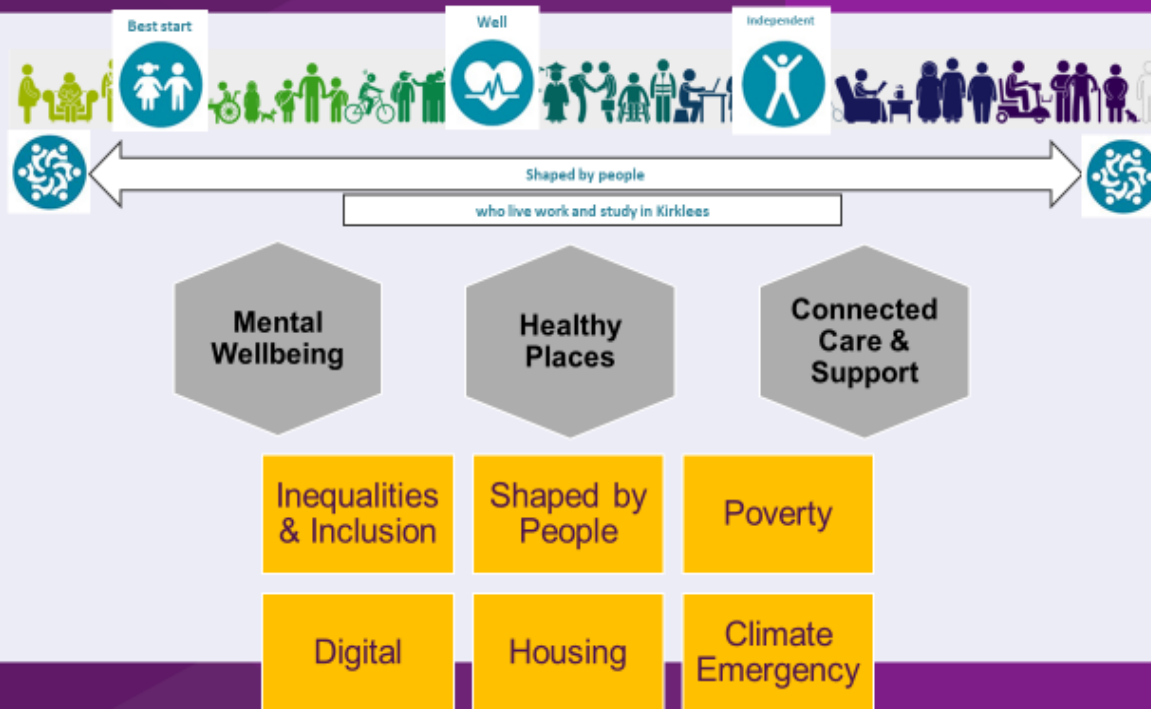 Best start
Well
Independent
Shaped by people
who live work and study in Kirklees
Mental
Wellbeing
Healthy
Places
Connected
Care &
Support
Inequalities
& Inclusion
Shaped by
People
Poverty
Digital
Housing
Climate
Emergency